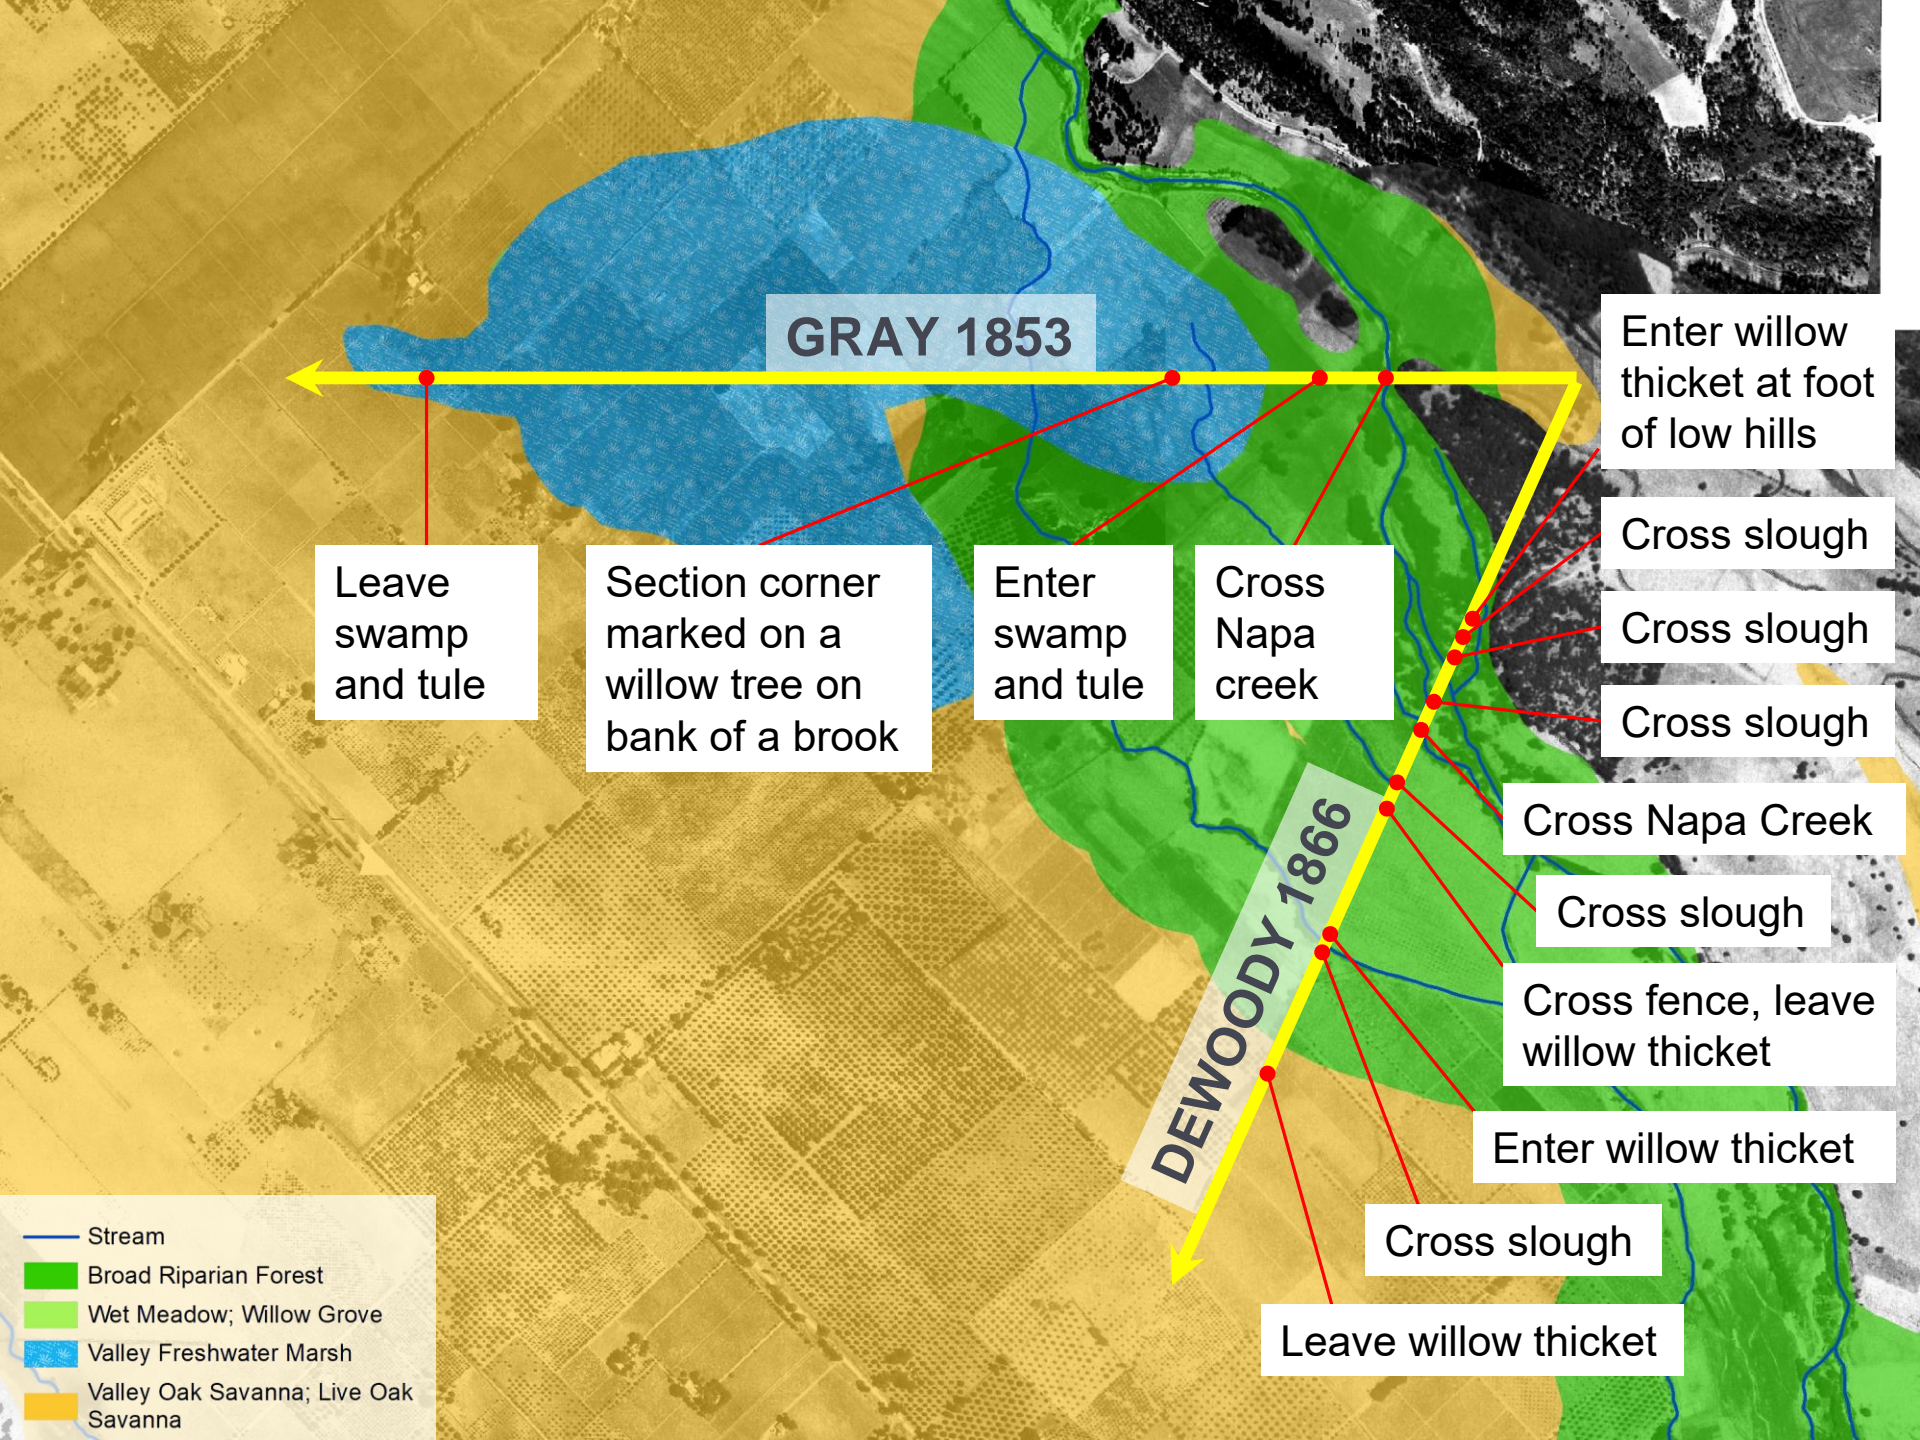 GRAY 1853
Enter willow
thicket at foot
of low hills
Cross slough
Cross slough
Cross slough
Leave
swamp
and tule
Section corner
marked on a
willow tree on
bank of a brook
Enter
swamp
and tule
Cross
Napa
creek
Cross Napa Creek
Cross slough
DEWOODY 1866
Cross fence, leave
willow thicket
Enter willow thicket
Cross slough
Leave willow thicket
Stream
Broad Riparian Forest
Wet Meadow; Willow Grove
Valley Freshwater Marsh
Valley Oak Savanna; Live Oak
Savanna